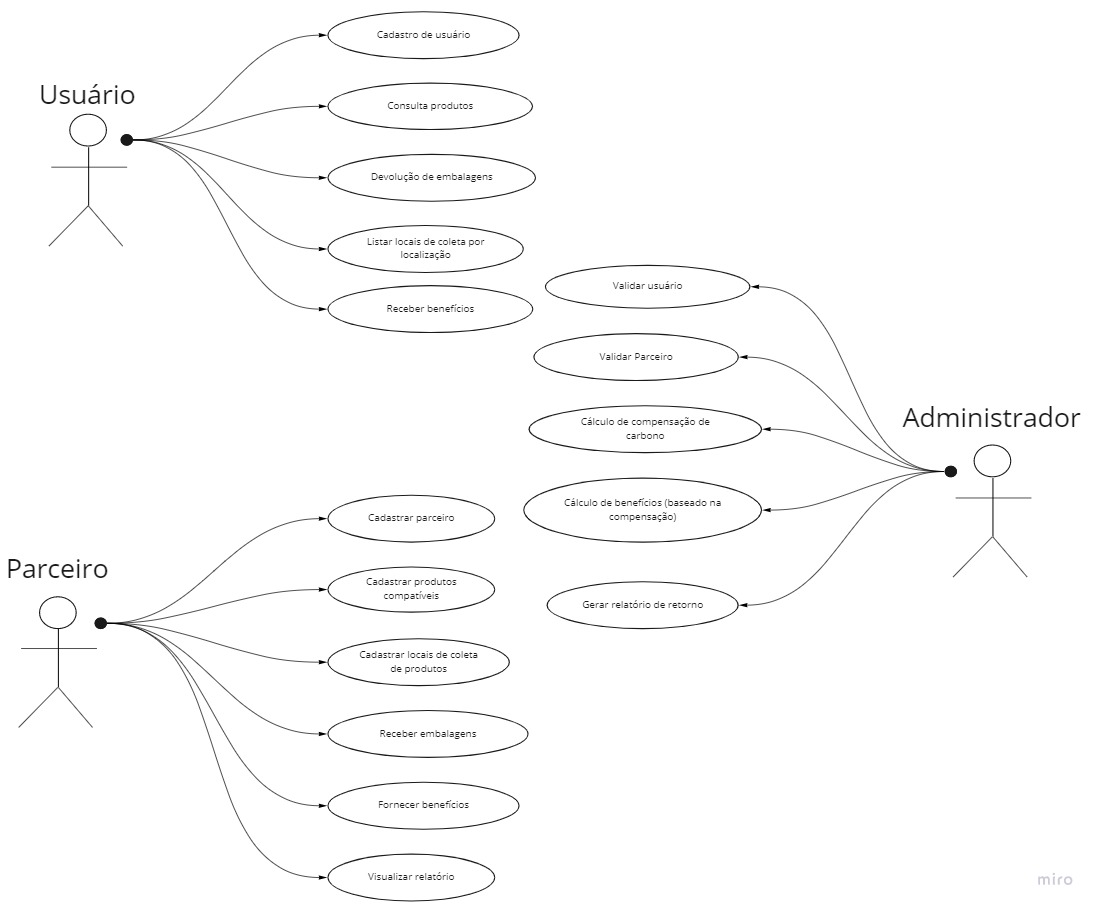 Usuário
Cadastro de usuário
Consulta produtos
Devolução de embalagens
Listar locais de coleta por
localização
Receber benefícios
Administrador
Validar usuário
Validar Parceiro
Cálculo de compensação de
carbono
Cálculo de benefícios (baseado na
compensação)
Gerar relatório de retorno
Parceiro
Cadastrar parceiro
Cadastrar produtos
compatíveis
Cadastrar locais de coleta
de produtos
Receber embalagens
Fornecer benefícios
Visualizar relatório
miro